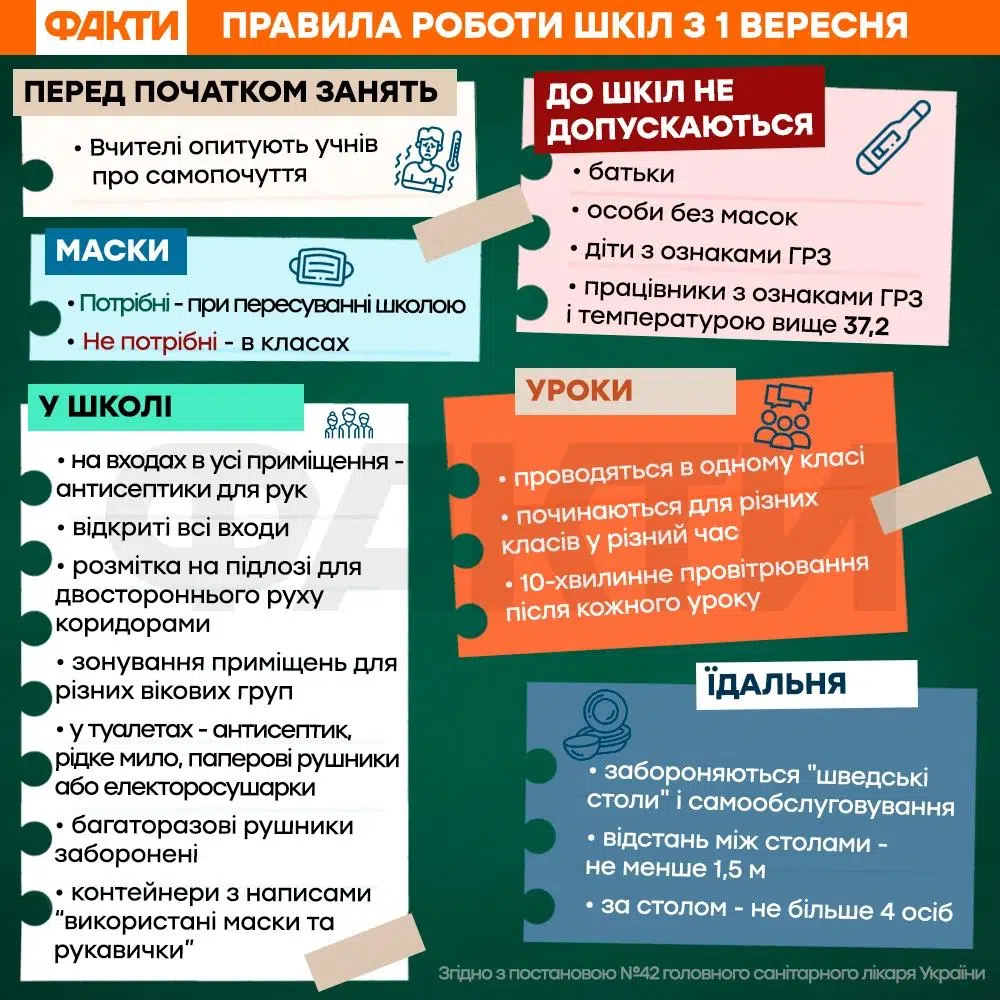 ФАКТИ
ПРАВИЛА РОБОТИ ШКІЛ З 1 ВЕРЕСНЯ
ПЕРЕД ПОЧАТКОМ ЗАНЯТЬ
• Вчителі опитують учнів
про самопочуття
ДО ШКІЛ НЕ
ДОПУСКАЮТЬСЯ
• батьки
• особи без масок
• діти з ознаками ГРЗ
• працівники з ознаками ГРЗ
і температурою вище 37,2
МАСКИ
• Потрібні - при пересуванні школою
• Не потрібні - в класах
У ШКОЛІ
• на входах в усі приміщення -
антисептики для рук
• відкриті всі входи
• розмітка на підлозі для
двостороннього руху
коридорами
• зонування приміщень для
різних вікових груп
• у туалетах - антисептик,
рідке мило, паперові рушники
або електоросушарки
• багаторазові рушники
заборонені
• контейнери з написами
“використані маски та
рукавички”
УРОКИ
• проводяться в одному класі
• починаються для різних
класів у різний час
• 10-хвилинне провітрювання
після кожного уроку
ЇДАЛЬНЯ
• забороняються "шведські
столи" і самообслуговування
• відстань між столами -
не менше 1,5 м
• за столом - не більше 4 осіб
Згідно з постановою №42 головного санітарного лікаря України
ФАКТИ